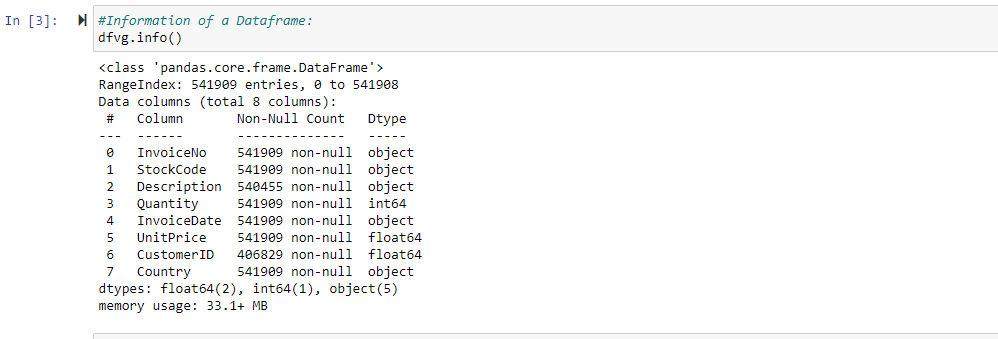 In [3]:
#Information of a Dataframe:
dfvg.info()
<class 'pandas.core.frame.DataFrame'>
RangeIndex: 541909 entries, 0 to 541908
Data columns (total 8 columns):
 #   Column       Non-Null Count   Dtype
---  ------       --------------   -----
 0   InvoiceNo    541909 non-null  object
 1   StockCode    541909 non-null  object
 2   Description  540455 non-null  object
 3   Quantity     541909 non-null  int64
 4   InvoiceDate  541909 non-null  object
 5   UnitPrice    541909 non-null  float64
 6   CustomerID   406829 non-null  float64
 7   Country      541909 non-null  object
dtypes: float64(2), int64(1), object(5)
memory usage: 33.1+ MB